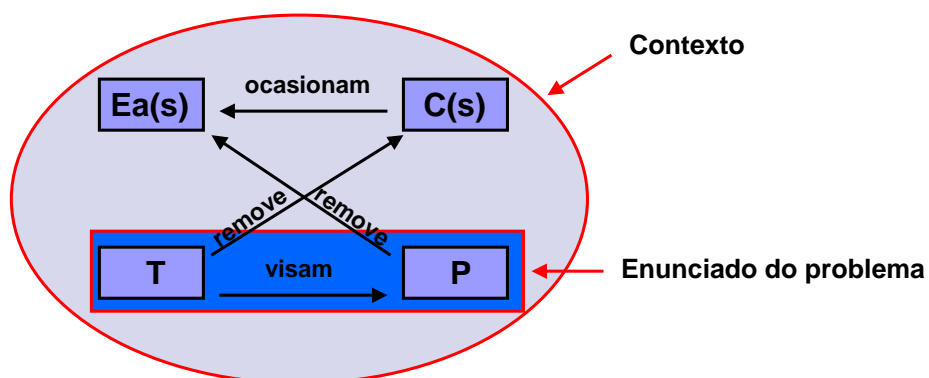 Contexto
ocasionam
Ea(s)
C(s)
remove
remove
T
visam
P
Enunciado do problema